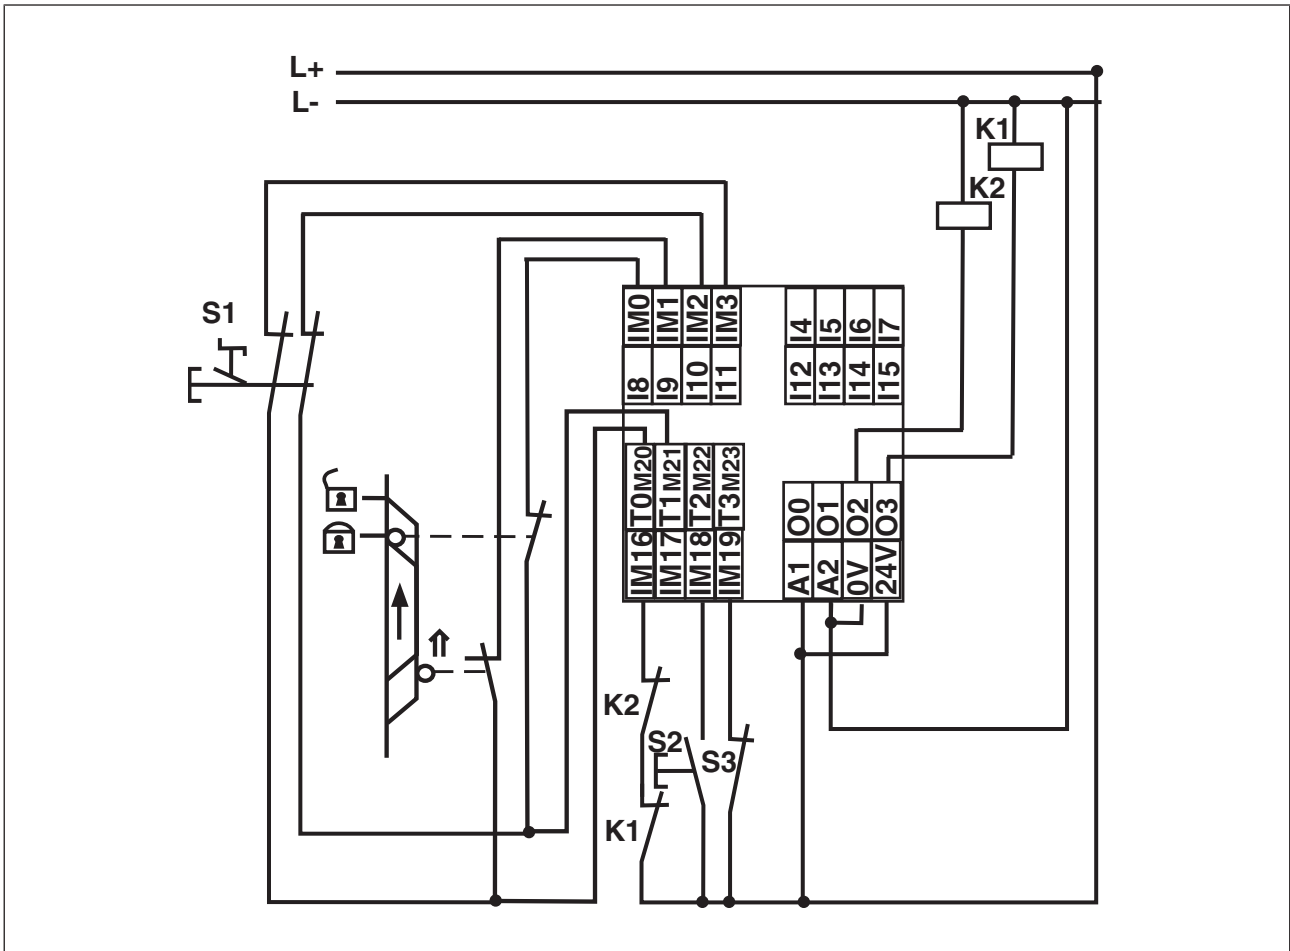 L+
L-
K1
K2
S1
IM0 IM1 IM2 IM3
I4 I5 I6 I7
I8 I9 I10 I11
I12 I13 I14 I15
T0M20 T1M21 T2M22 T3M23
O0 O1 O2 O3
IM16 IM17 IM18 IM19
A1 A2 0V 24V
K2
S2
S3
K1